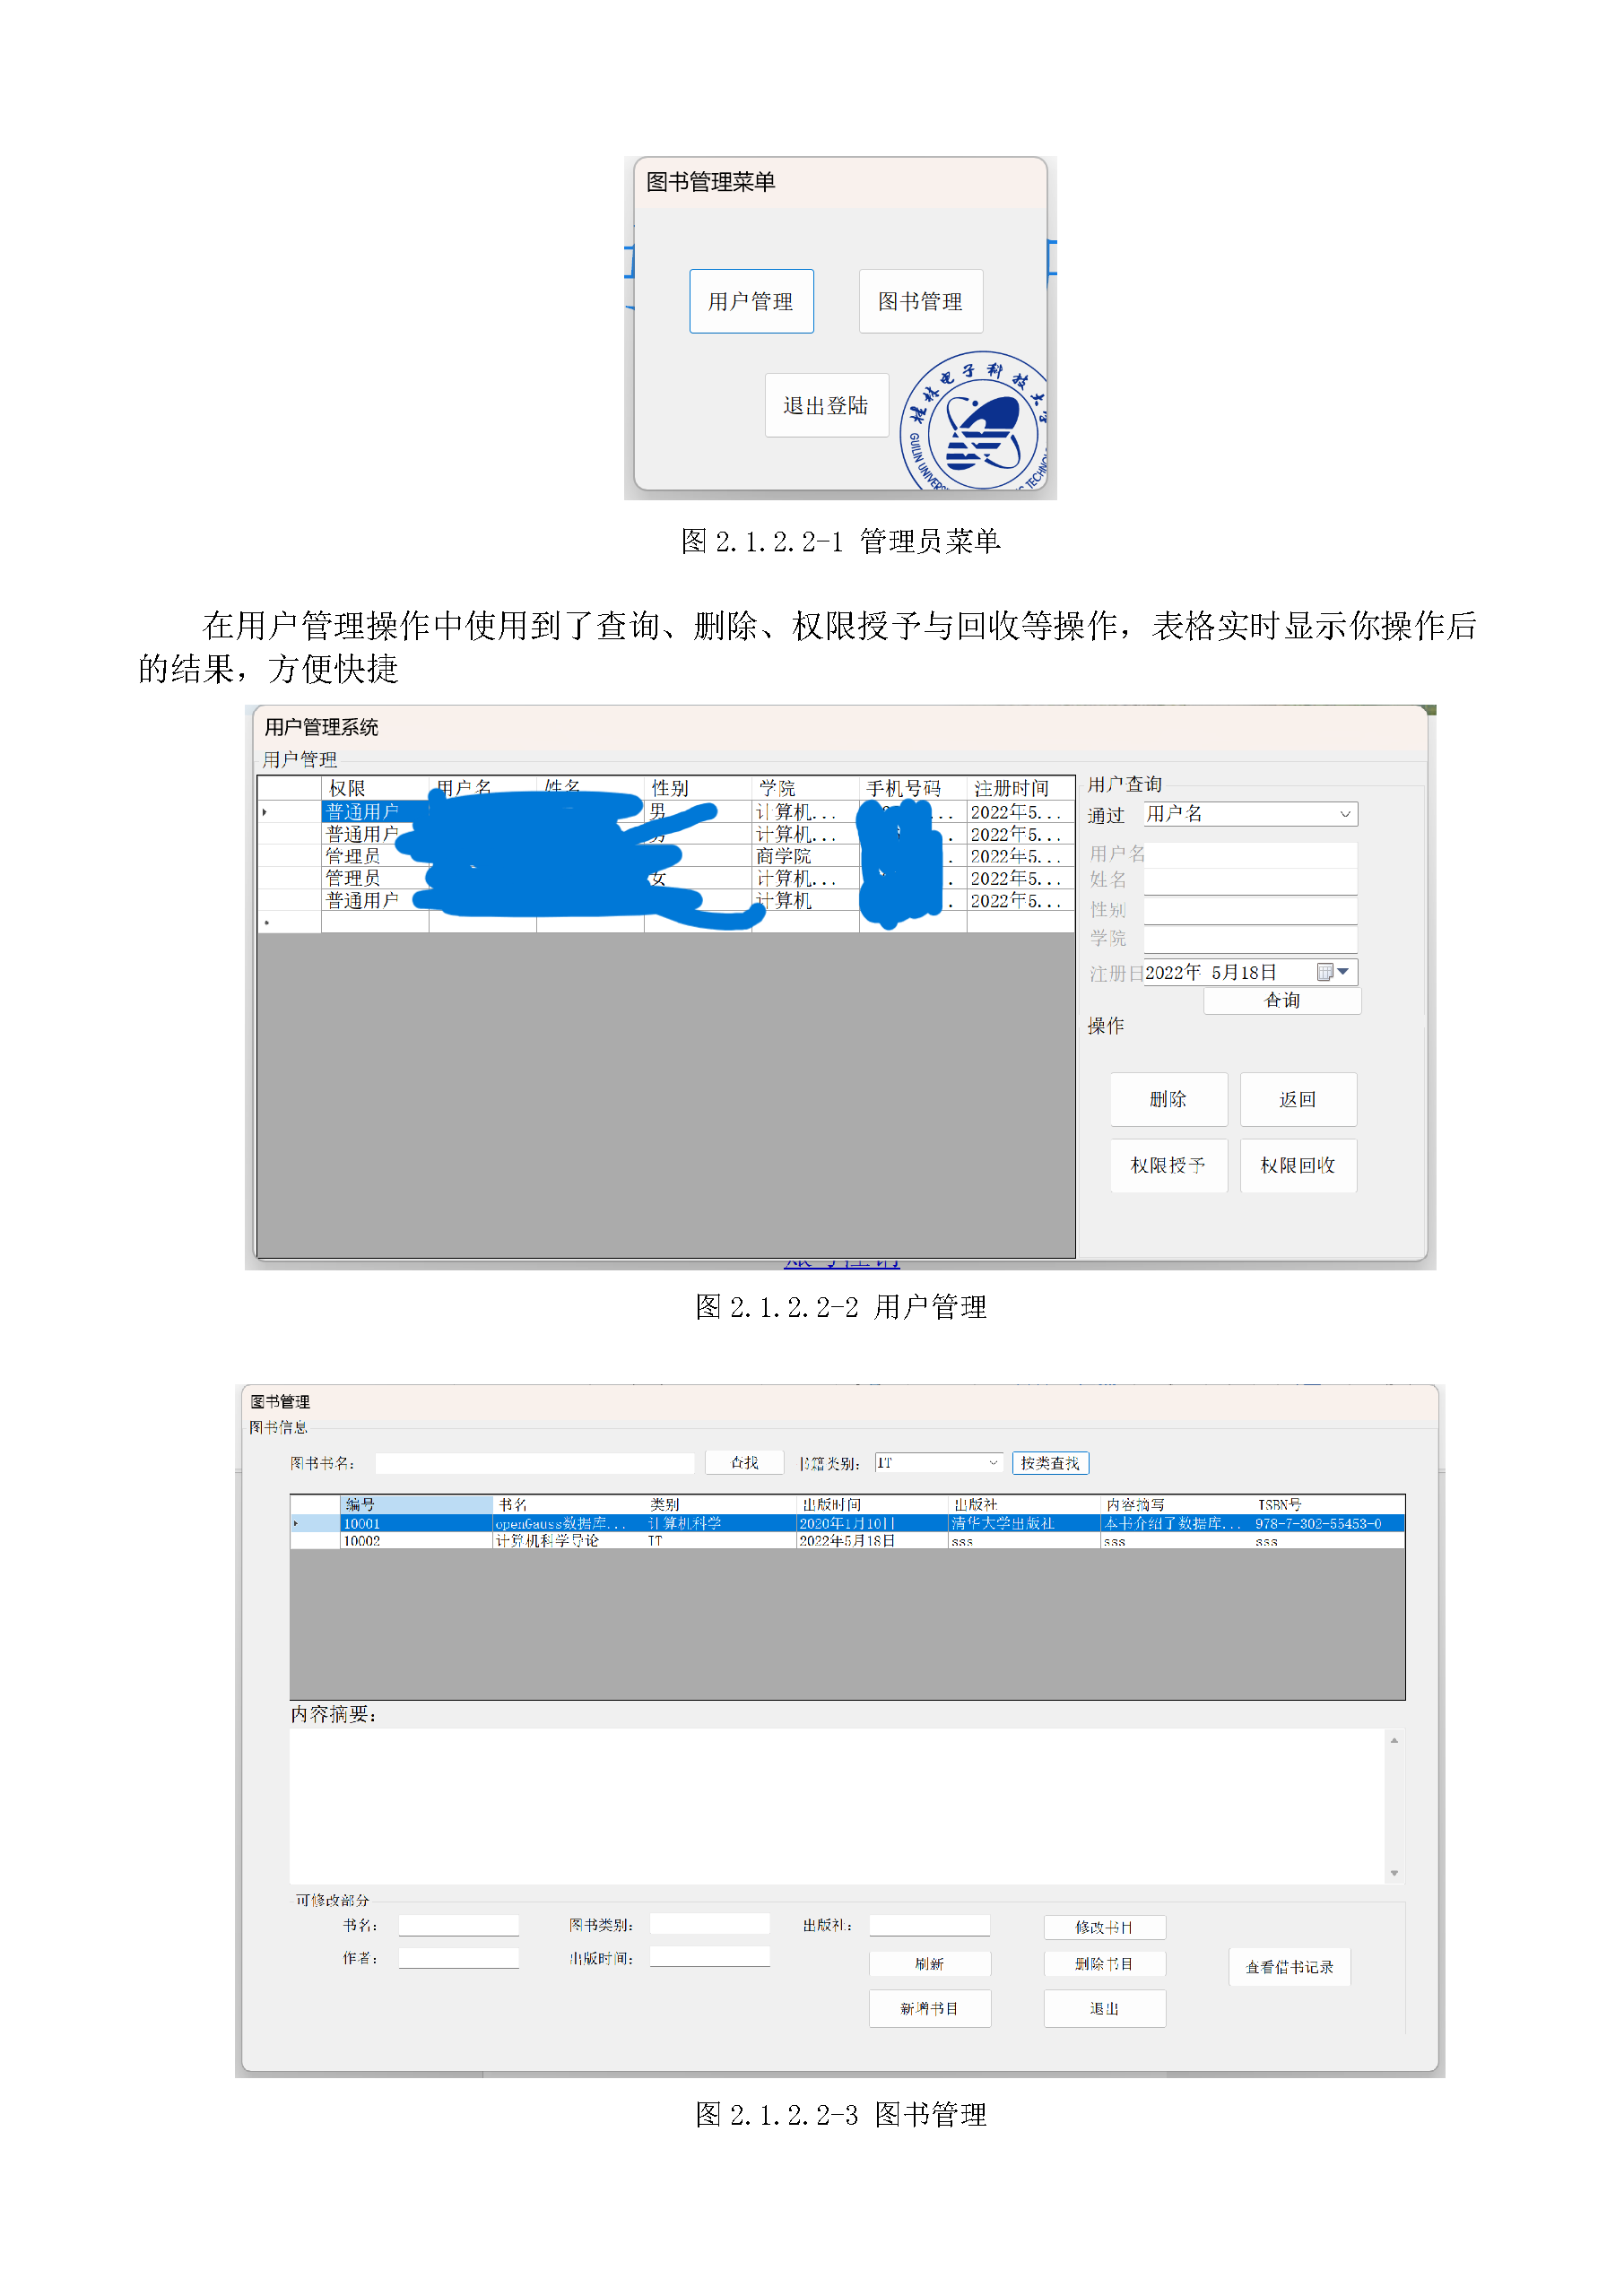 图书管理菜单
用户管理 图书管理
退出登陆
桂林电子科技大学
GUILIN UNIVERS TECHNOL
图2.1.2.2-1 管理员菜单
在用户管理操作中使用到了查询、删除、权限授予与回收等操作，表格实时显示你操作后
的结果，方便快捷
用户管理系统
用户管理
权限 用户名 姓名 性别 学院 手机号码 注册时间
普通用户 男 计算机... ... 2022年5...
普通用户 男 计算机... . 2022年5...
管理员 商学院 . 2022年5...
管理员 女 计算机... . 2022年5...
普通用户 计算机 . 2022年5...
用户查询
通过 用户名
用户名
姓名
性别
学院
注册日 2022年 5月18日
查询
操作
删除 返回
权限授予 权限回收
图2.1.2.2-2 用户管理
图书管理
图书信息
图书书名： 查找 书籍类别： IT 按类查找
编号 书名 类别 出版时间 出版社 内容摘写 ISBN号
10001 openGauss数据库... 计算机科学 2020年1月10日 清华大学出版社 本书介绍了数据库... 978-7-302-55453-0
10002 计算机科学导论 IT 2022年5月18日 sss sss sss
内容摘要：
可修改部分
书名： 图书类别： 出版社： 修改书目
作者： 出版时间： 刷新 删除书目 查看借书记录
新增书目 退出
图2.1.2.2-3 图书管理